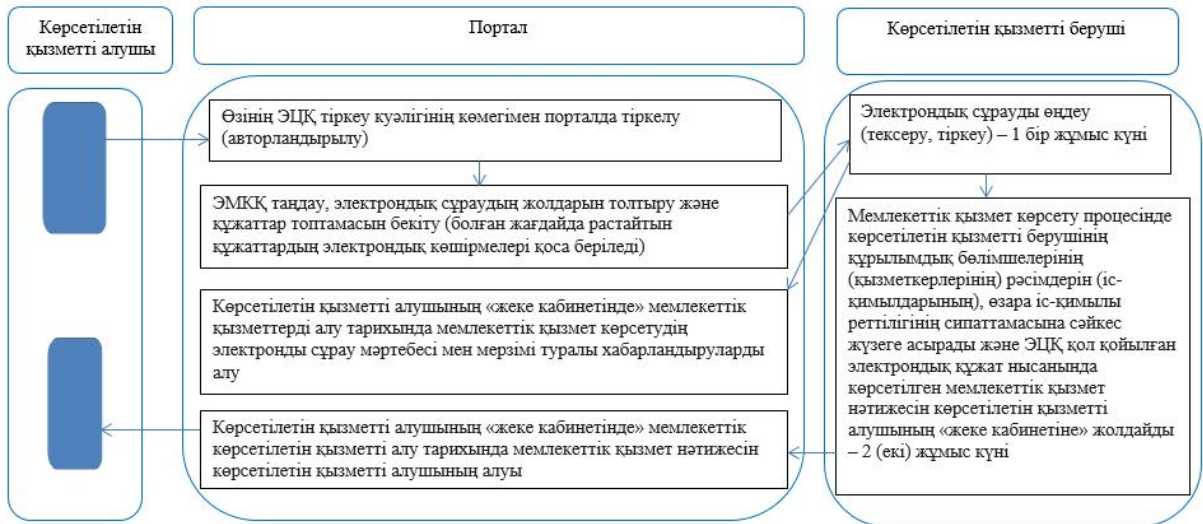 Көрсетілетін
қызметті алушы
Портал
Көрсетілетін қызметті беруші
Өзінің ЭЦҚ тіркеу куәлігінің көмегімен порталда тіркелу
(авторландырылу)
ЭМКҚ таңдау, электрондық сұраудың жолдарын толтыру және
құжаттар топтамасын бекіту (болған жағдайда растайтын
құжаттардың электрондық көшірмелері қоса беріледі)
Көрсетілетін қызметті алушының «жеке кабинетінде» мемлекеттік
қызметтерді алу тарихында мемлекеттік қызмет көрсетудің
электронды сұрау мәртебесі мен мерзімі туралы хабарландыруларды
алу
Көрсетілетін қызметті алушының «жеке кабинетінде» мемлекеттік
көрсетілетін қызметті алу тарихында мемлекеттік қызмет нәтижесін
көрсетілетін қызметті алушының алуы
Электрондық сұрауды өңдеу
(тексеру, тіркеу) – 1 бір жұмыс күні
Мемлекеттік қызмет көрсету процесінде
көрсетілетін қызметті берушінің
құрылымдық бөлімшелерінің
(қызметкерлерінің) рәсімдерін (іс-
қимылдарының), өзара іс-қимылы
реттілігінің сипаттамасына сәйкес
жүзеге асырады және ЭЦҚ қол қойылған
электрондық құжат нысанында
көрсетілген мемлекеттік қызмет
нәтижесін көрсетілетін қызметті
алушының «жеке кабинетіне» жолдайды
– 2 (екі) жұмыс күні